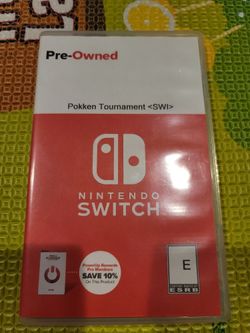 Pre-Owned
Pokken Tournament <SWI>
NINTENDO
SWITCH
PowerUp Rewards
Pro Members
SAVE 10%
On This Product
E
ESRB